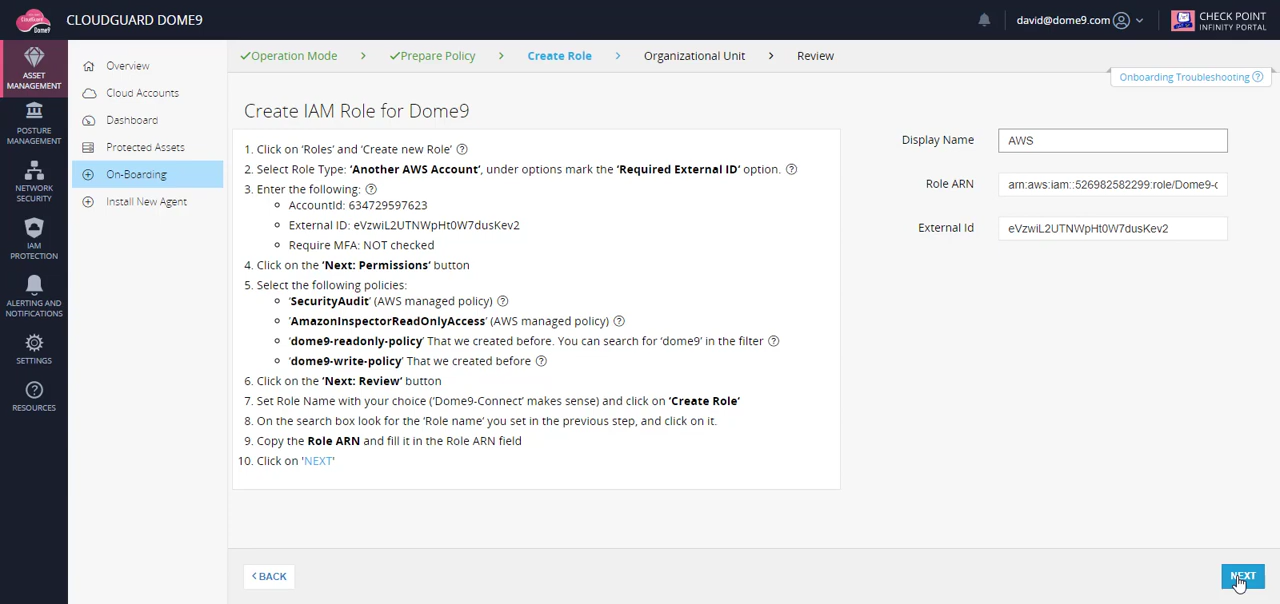 CloudGuard
Dome9
CLOUDGUARD DOME9
david@dome9.com
CHECK POINT
INFINITY PORTAL
ASSET
MANAGEMENT
POSTURE
MANAGEMENT
NETWORK
SECURITY
IAM
PROTECTION
ALERTING AND
NOTIFICATIONS
SETTINGS
RESOURCES
Overview
Cloud Accounts
Dashboard
Protected Assets
On-Boarding
Install New Agent
✓Operation Mode > ✓Prepare Policy > Create Role > Organizational Unit > Review
Onboarding Troubleshooting ?
Create IAM Role for Dome9
1. Click on 'Roles' and 'Create new Role' ?
2. Select Role Type: 'Another AWS Account', under options mark the 'Required External ID' option. ?
3. Enter the following: ?
AccountId: 634729597623
External ID: eVzwiL2UTNWpHt0W7dusKev2
Require MFA: NOT checked
4. Click on the 'Next: Permissions' button
5. Select the following policies:
'SecurityAudit' (AWS managed policy) ?
'AmazonInspectorReadOnlyAccess' (AWS managed policy) ?
'dome9-readonly-policy' That we created before. You can search for 'dome9' in the filter ?
'dome9-write-policy' That we created before ?
6. Click on the 'Next: Review' button
7. Set Role Name with your choice ('Dome9-Connect' makes sense) and click on 'Create Role'
8. On the search box look for the 'Role name' you set in the previous step, and click on it.
9. Copy the Role ARN and fill it in the Role ARN field
10. Click on 'NEXT'
Display Name AWS
Role ARN arn:aws:iam::526982582299:role/Dome9-c
External Id eVzwiL2UTNWpHt0W7dusKev2
< BACK
NEXT